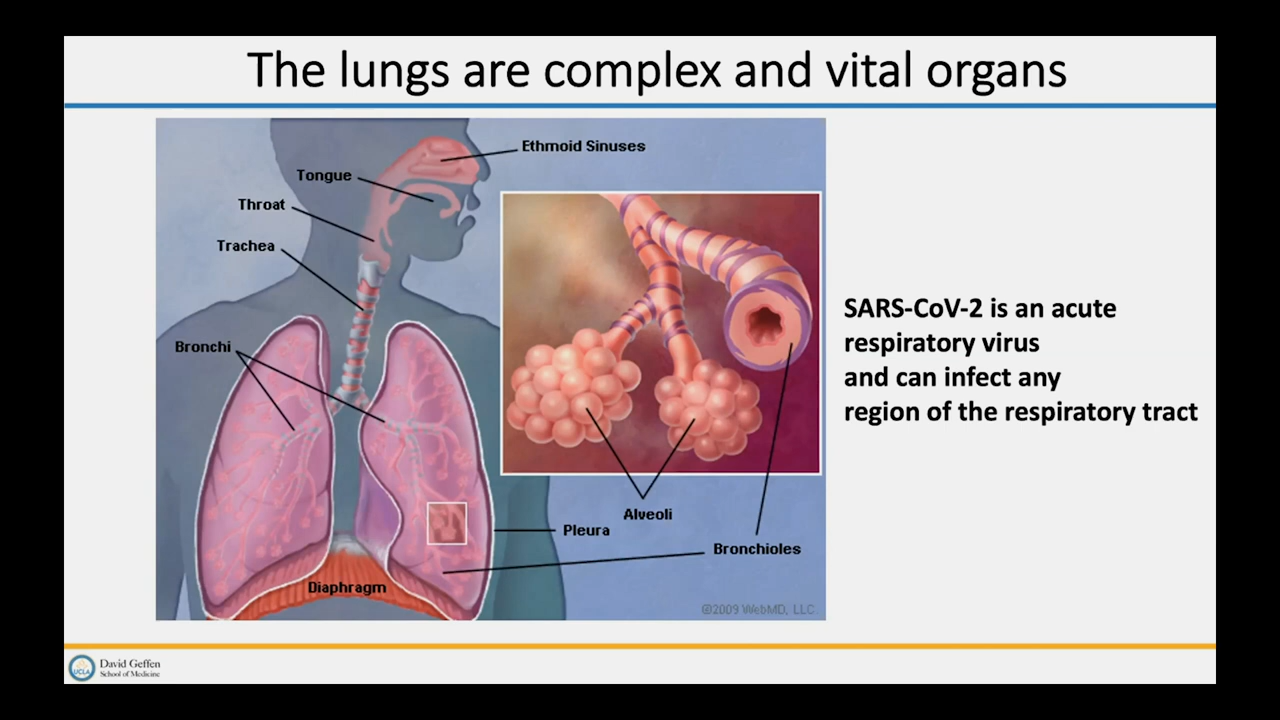 The lungs are complex and vital organs
Ethmoid Sinuses
Tongue
Throat
Trachea
Bronchi
Alveoli
Pleura
Bronchioles
Diaphragm
©2009 WebMD, LLC.
SARS-CoV-2 is an acute
respiratory virus
and can infect any
region of the respiratory tract
UCLA
David Geffen
School of Medicine